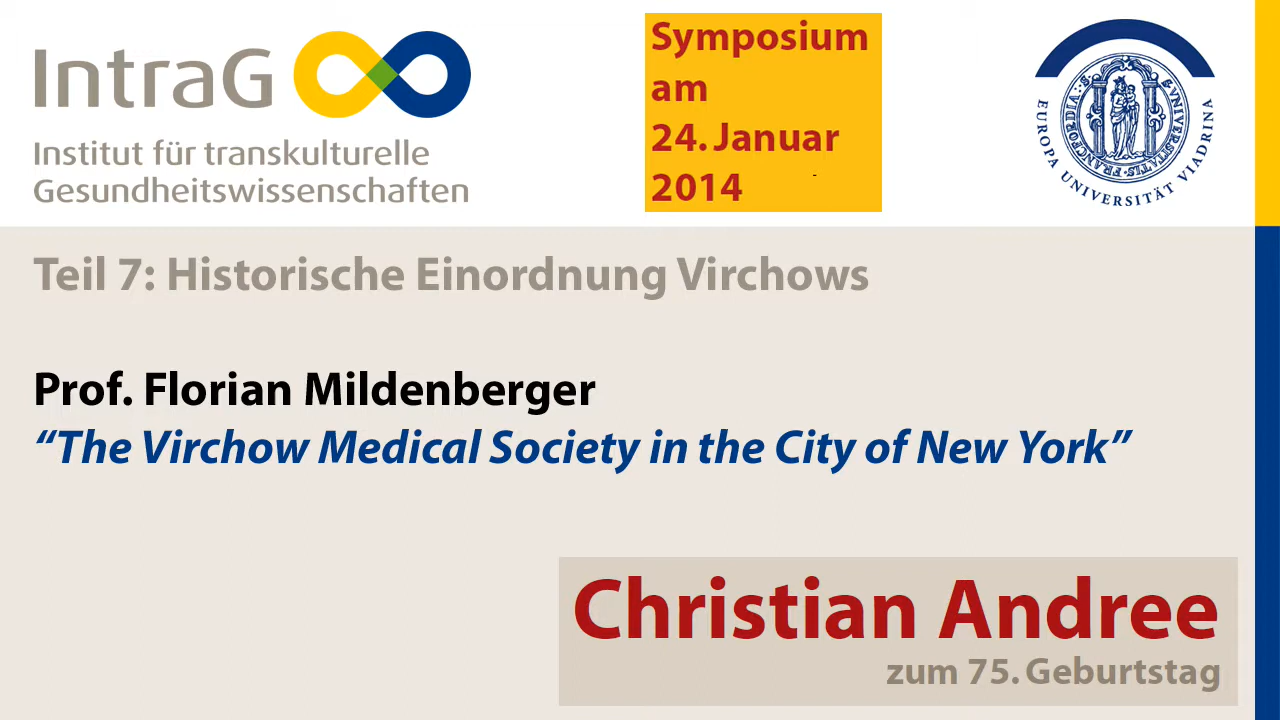 IntraG
Institut für transkulturelle
Gesundheitswissenschaften
Symposium
am
24. Januar
2014
EUROPA UNIVERSITÄT VIADRINA
Teil 7: Historische Einordnung Virchows
Prof. Florian Mildenberger
“The Virchow Medical Society in the City of New York”
Christian Andree
zum 75. Geburtstag